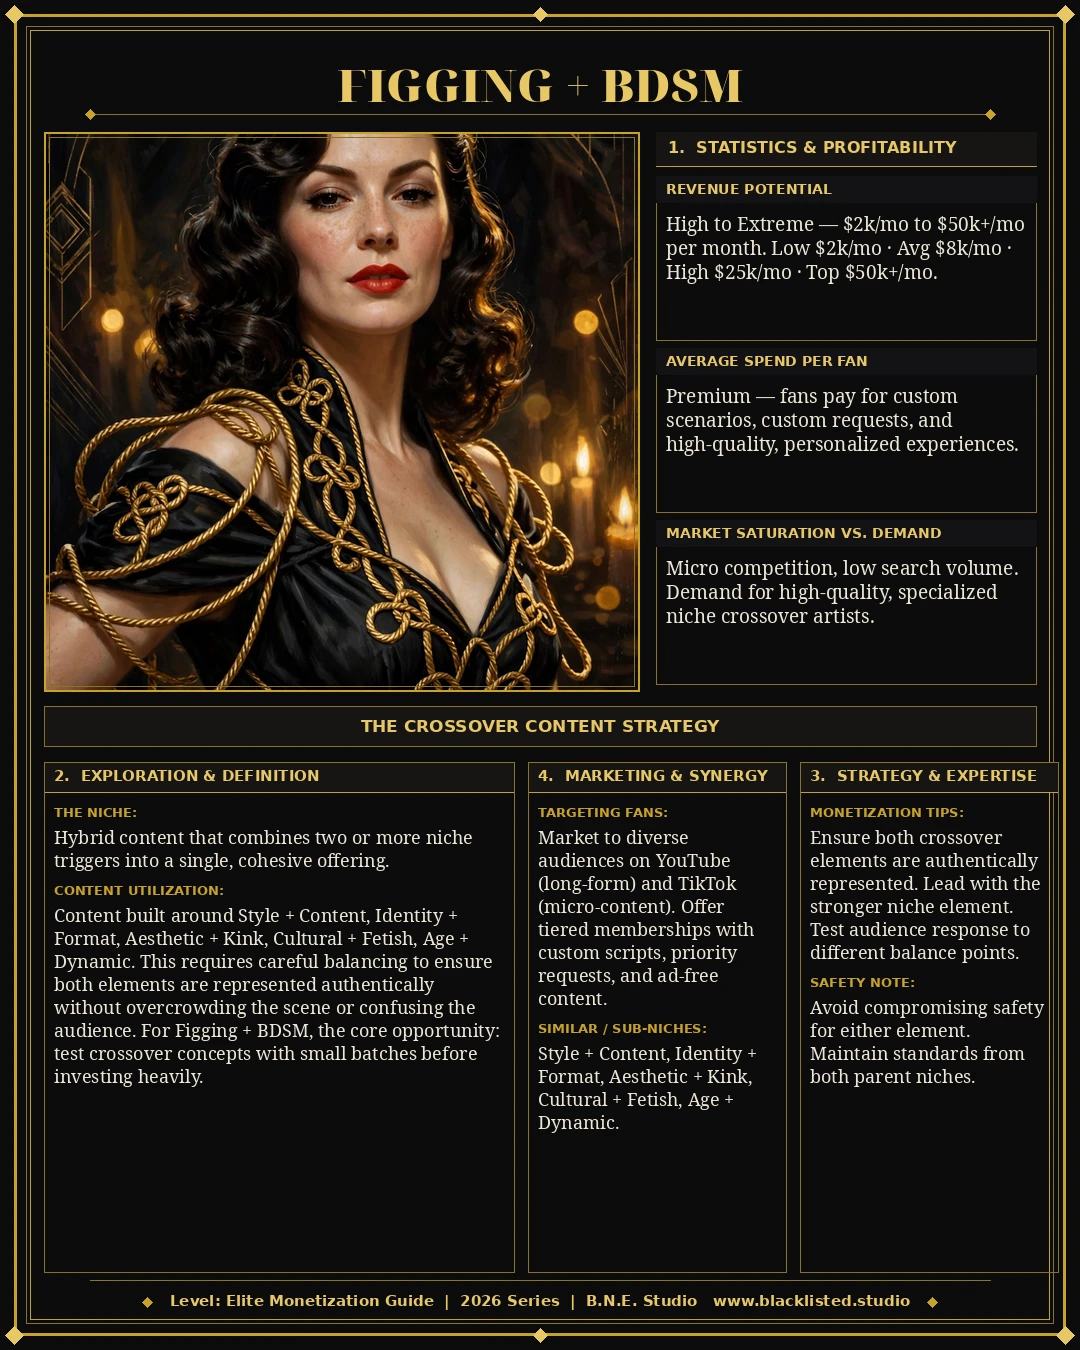 FIGGING + BDSM
1. STATISTICS & PROFITABILITY
REVENUE POTENTIAL
High to Extreme — $2k/mo to $50k+/mo
per month. Low $2k/mo · Avg $8k/mo ·
High $25k/mo · Top $50k+/mo.
AVERAGE SPEND PER FAN
Premium — fans pay for custom
scenarios, custom requests, and
high-quality, personalized experiences.
MARKET SATURATION VS. DEMAND
Micro competition, low search volume.
Demand for high-quality, specialized
niche crossover artists.
THE CROSSOVER CONTENT STRATEGY
2. EXPLORATION & DEFINITION
THE NICHE:
Hybrid content that combines two or more niche
triggers into a single, cohesive offering.
CONTENT UTILIZATION:
Content built around Style + Content, Identity +
Format, Aesthetic + Kink, Cultural + Fetish, Age +
Dynamic. This requires careful balancing to ensure
both elements are represented authentically
without overcrowding the scene or confusing the
audience. For Figging + BDSM, the core opportunity:
test crossover concepts with small batches before
investing heavily.
4. MARKETING & SYNERGY
TARGETING FANS:
Market to diverse
audiences on YouTube
(long-form) and TikTok
(micro-content). Offer
tiered memberships with
custom scripts, priority
requests, and ad-free
content.
SIMILAR / SUB-NICHES:
Style + Content, Identity +
Format, Aesthetic + Kink,
Cultural + Fetish, Age +
Dynamic.
3. STRATEGY & EXPERTISE
MONETIZATION TIPS:
Ensure both crossover
elements are authentically
represented. Lead with the
stronger niche element.
Test audience response to
different balance points.
SAFETY NOTE:
Avoid compromising safety
for either element.
Maintain standards from
both parent niches.
Level: Elite Monetization Guide | 2026 Series | B.N.E. Studio www.blacklisted.studio